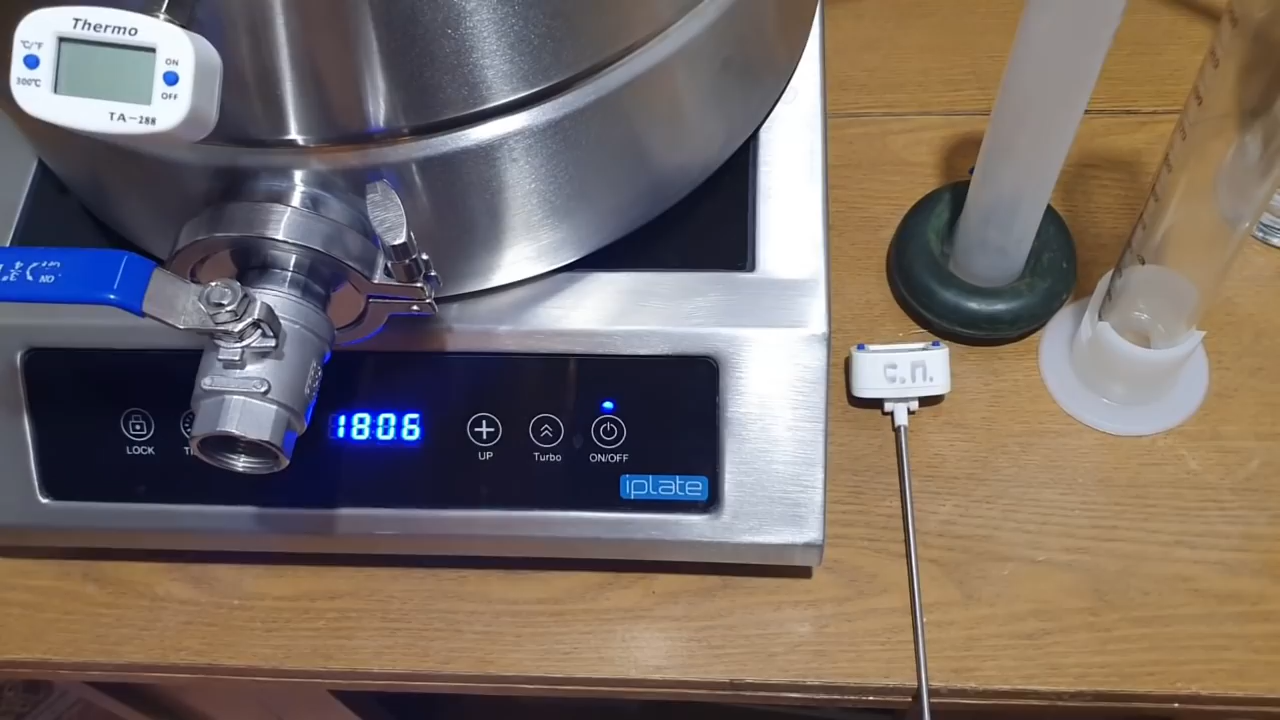 Thermo
°C/°F
ON
300°C
OFF
TA-288
с.п.
1806
LOCK
UP
Turbo
ON/OFF
iplate